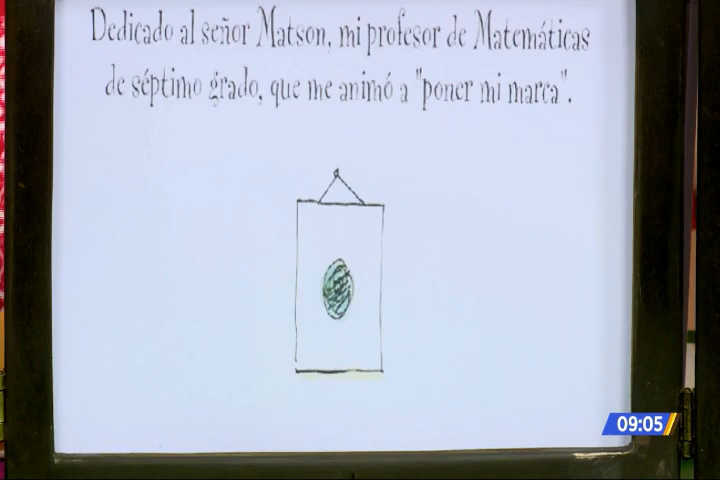 Dedicado al señor Matson, mi profesor de Matemáticas
de séptimo grado, que me animó a "poner mi marca".
09:05